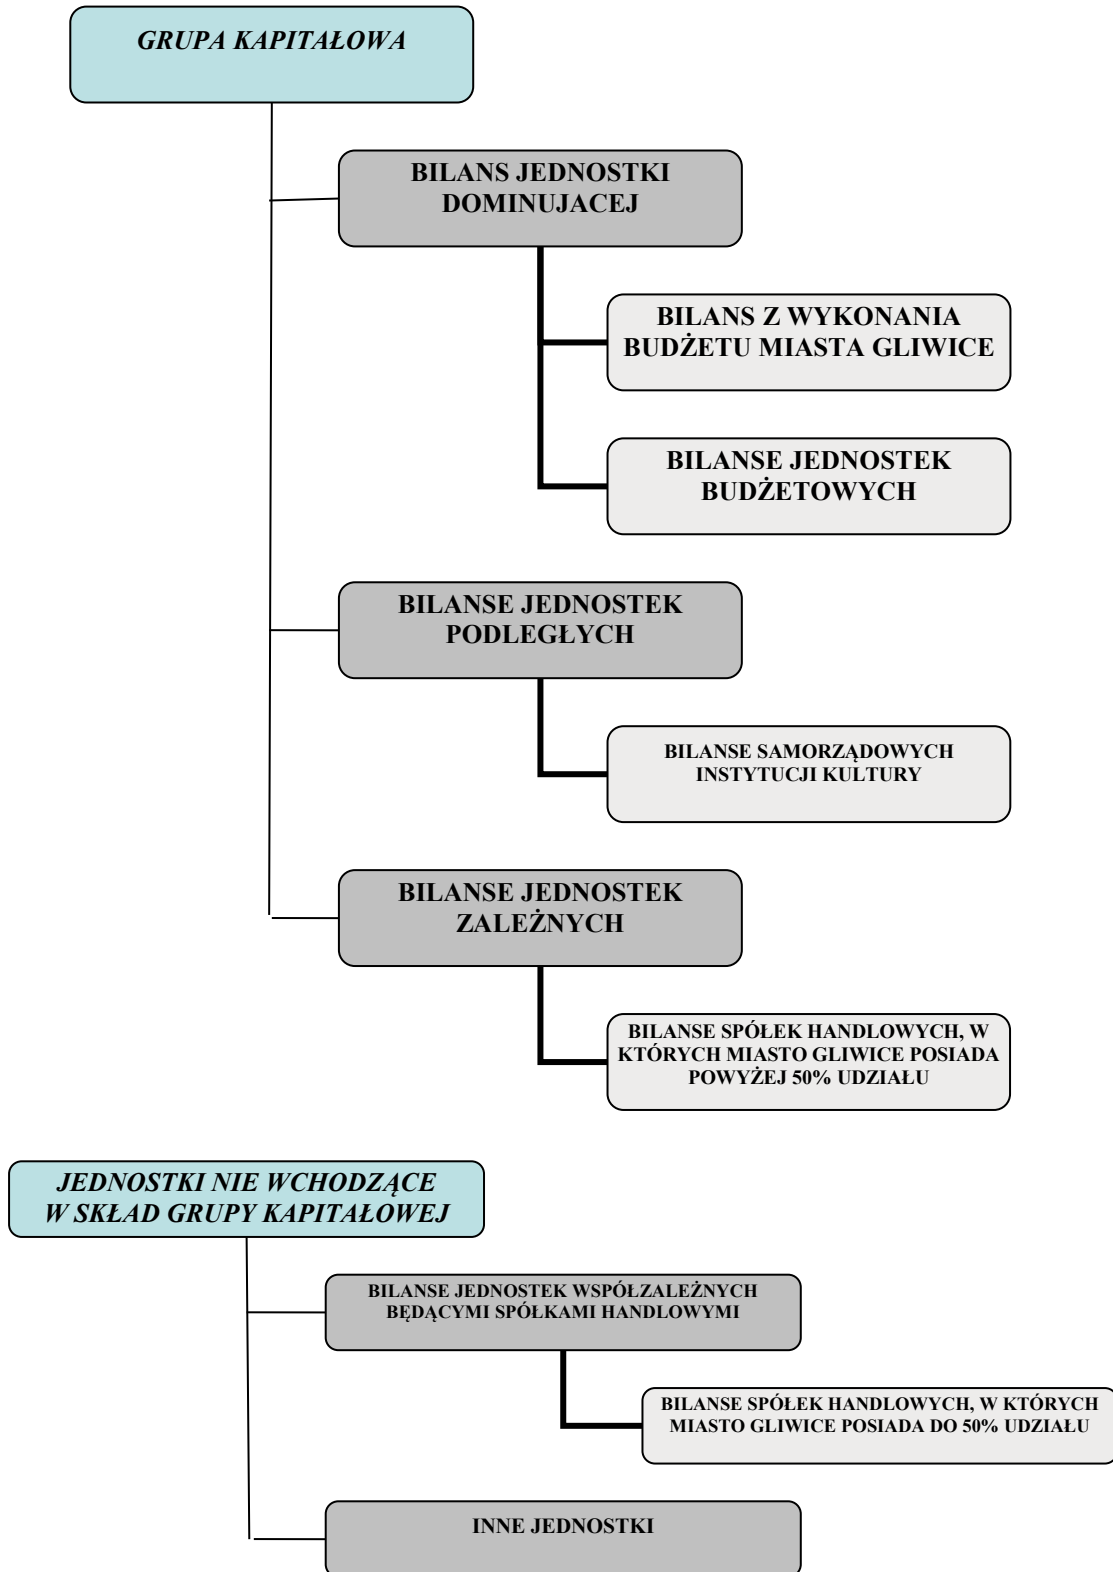 GRUPA KAPITAŁOWA
BILANS JEDNOSTKI
DOMINUJACEJ
BILANS Z WYKONANIA
BUDŻETU MIASTA GLIWICE
BILANSE JEDNOSTEK
BUDŻETOWYCH
BILANSE JEDNOSTEK
PODLEGŁYCH
BILANSE SAMORZĄDOWYCH
INSTYTUCJI KULTURY
BILANSE JEDNOSTEK
ZALEŻNYCH
BILANSE SPÓŁEK HANDLOWYCH, W
KTÓRYCH MIASTO GLIWICE POSIADA
POWYŻEJ 50% UDZIAŁU
JEDNOSTKI NIE WCHODZĄCE
W SKŁAD GRUPY KAPITAŁOWEJ
BILANSE JEDNOSTEK WSPÓŁZALEŻNYCH
BĘDĄCYMI SPÓŁKAMI HANDLOWYMI
BILANSE SPÓŁEK HANDLOWYCH, W KTÓRYCH
MIASTO GLIWICE POSIADA DO 50% UDZIAŁU
INNE JEDNOSTKI